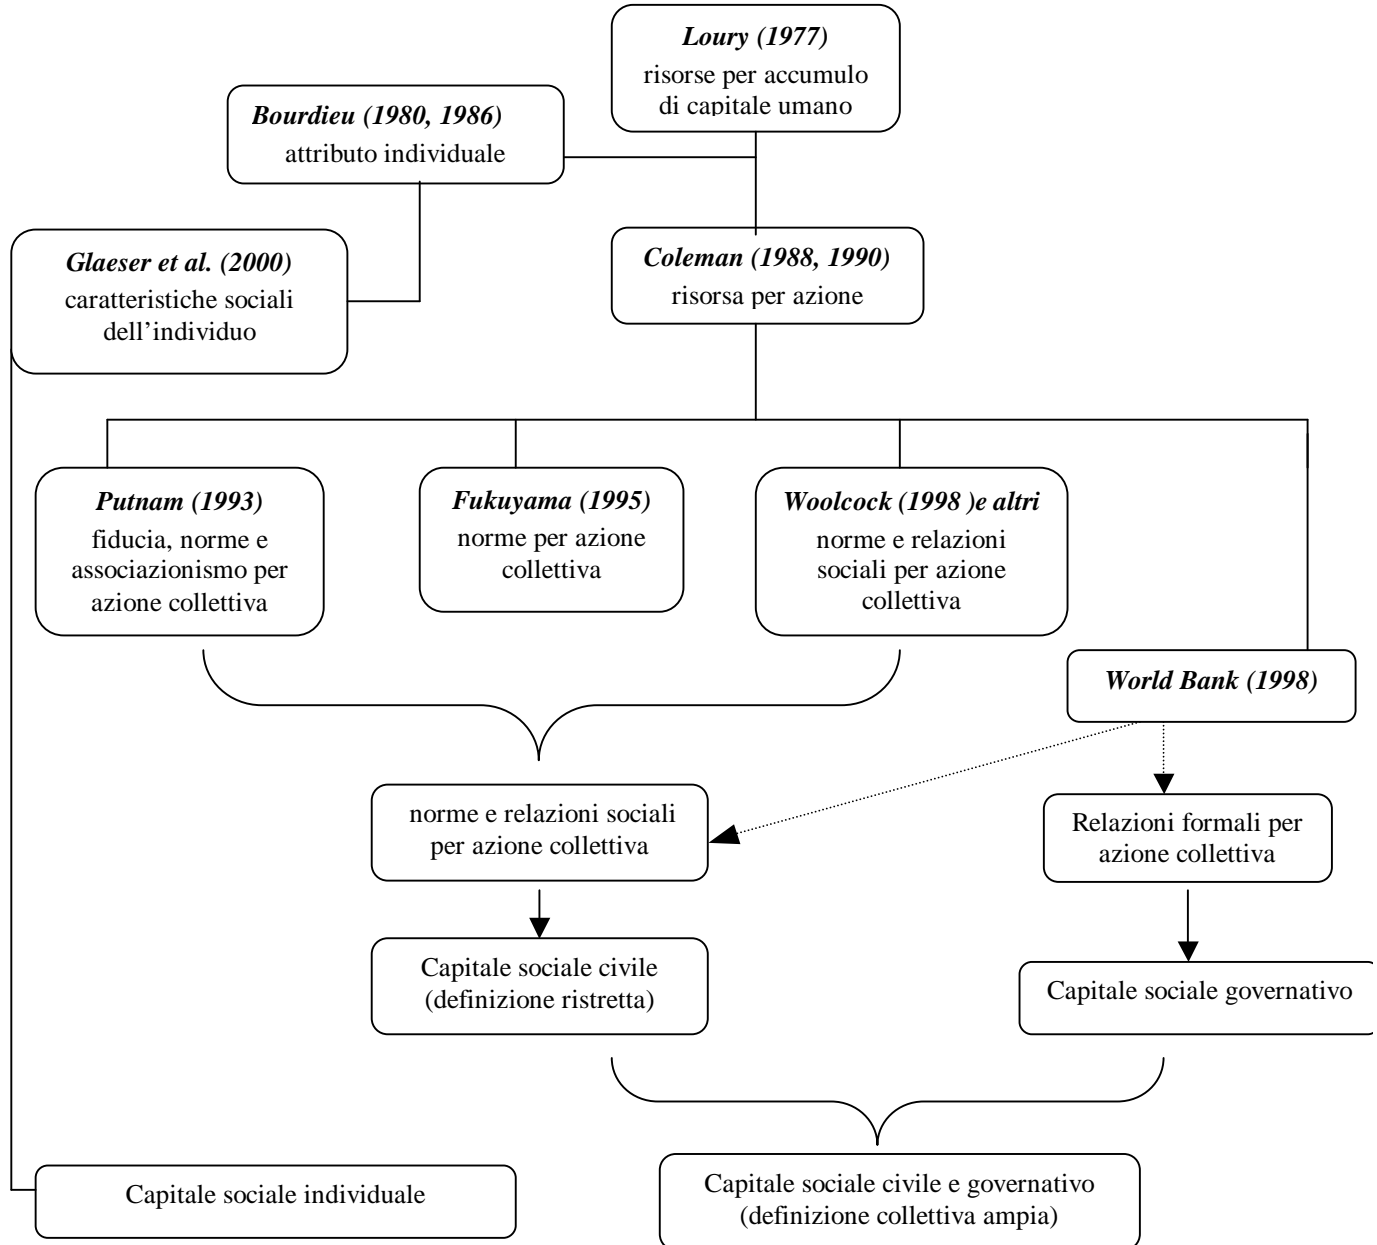 Loury (1977)
risorse per accumulo
di capitale umano
Bourdieu (1980, 1986)
attributo individuale
Glaeser et al. (2000)
caratteristiche sociali
dell’individuo
Coleman (1988, 1990)
risorsa per azione
Putnam (1993)
fiducia, norme e
associazionismo per
azione collettiva
Fukuyama (1995)
norme per azione
collettiva
Woolcock (1998 )e altri
norme e relazioni
sociali per azione
collettiva
World Bank (1998)
norme e relazioni sociali
per azione collettiva
Relazioni formali per
azione collettiva
Capitale sociale civile
(definizione ristretta)
Capitale sociale governativo
Capitale sociale individuale
Capitale sociale civile e governativo
(definizione collettiva ampia)